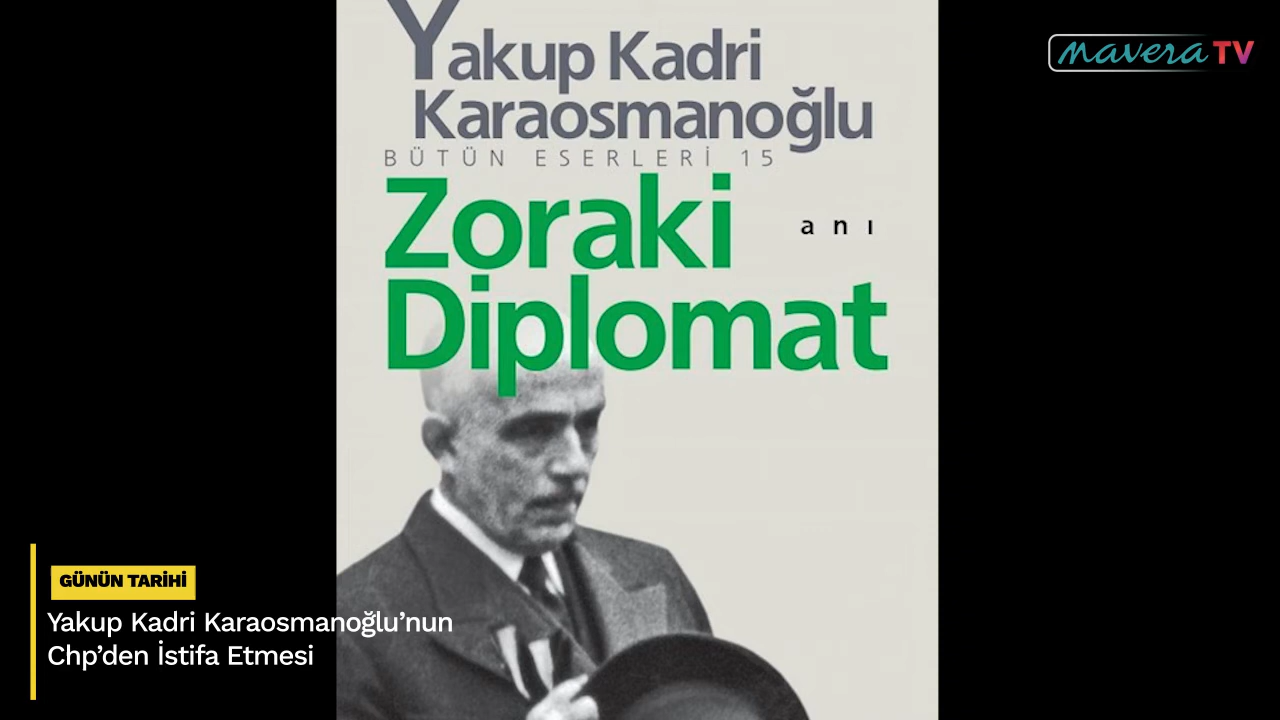 Yakup Kadri
Karaosmanoğlu
BÜTÜN ESERLERİ 15
Zoraki
anı
Diplomat
mavera TV
GÜNÜN TARİHİ
Yakup Kadri Karaosmanoğlu’nun
Chp’den İstifa Etmesi